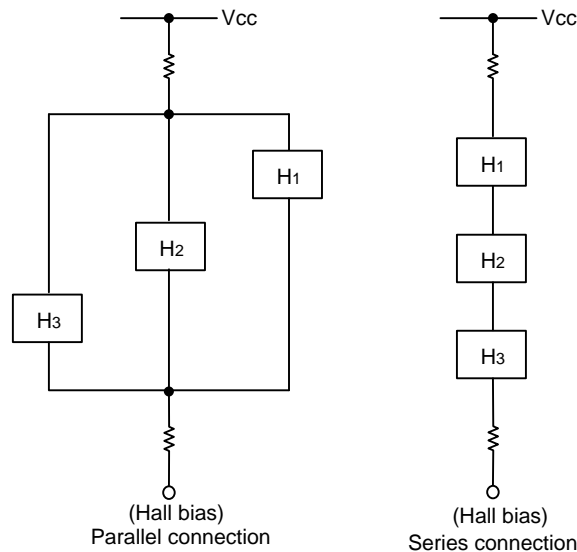 Vcc
H1
H2
H3
(Hall bias)
Parallel connection
Vcc
H1
H2
H3
(Hall bias)
Series connection